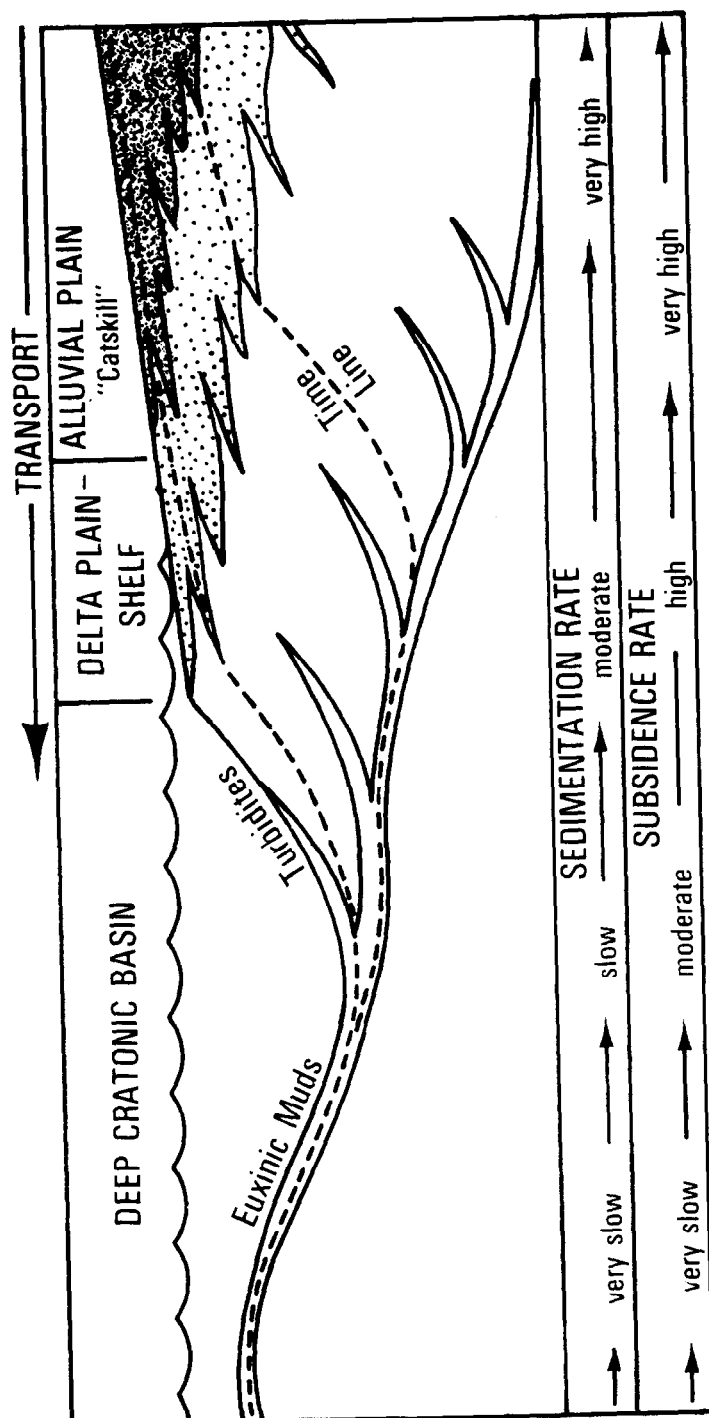 TRANSPORT
DEEP CRATONIC BASIN
DELTA PLAIN-
SHELF
ALLUVIAL PLAIN
"Catskill"
Euxinic Muds
Turbidites
Time
Line
SEDIMENTATION RATE
very slow
slow
moderate
very high
SUBSIDENCE RATE
very slow
moderate
high
very high